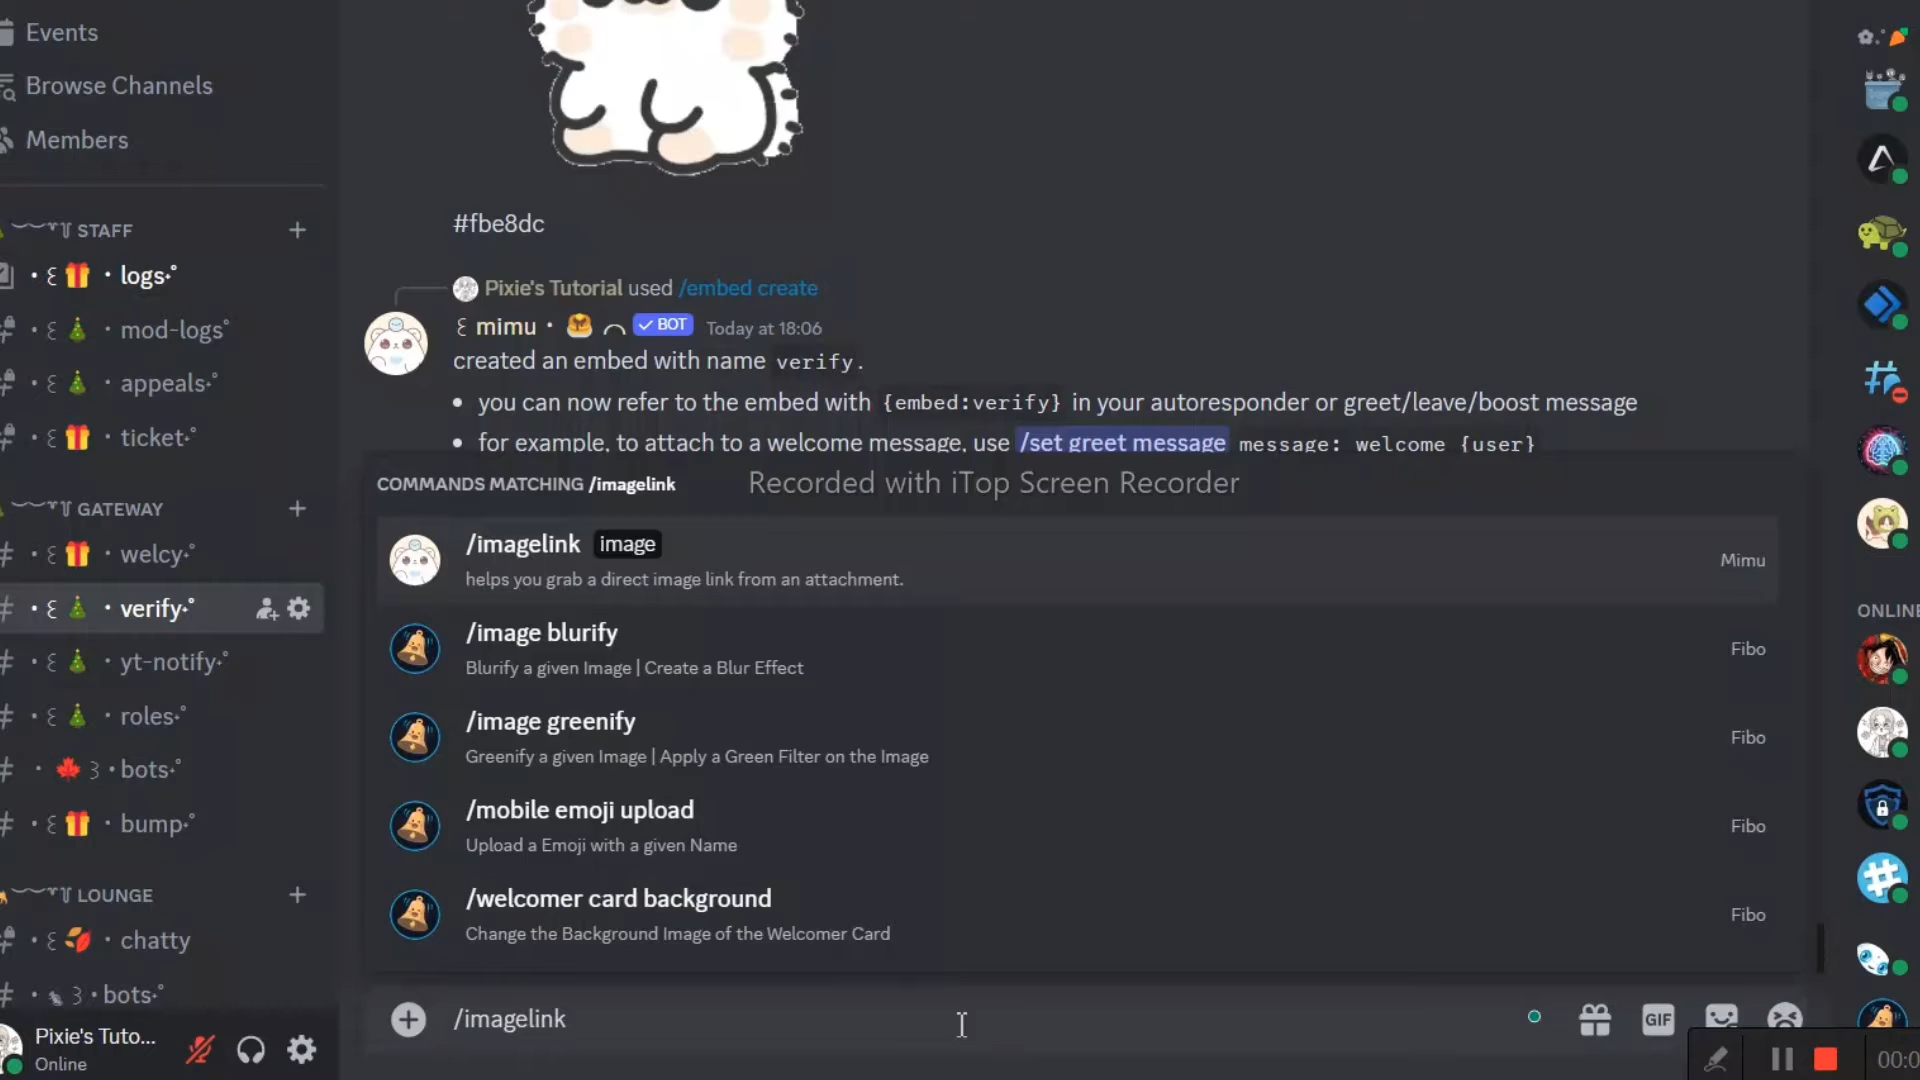 Events
Browse Channels
Members
STAFF
logs
mod-logs
appeals
ticket
GATEWAY
welcy
verify
yt-notify
roles
bots
bump
LOUNGE
chatty
bots
Pixie's Tuto...
Online
#fbe8dc
Pixie's Tutorial used /embed create
mimu • BOT Today at 18:06
created an embed with name verify.
• you can now refer to the embed with {embed:verify} in your autoresponder or greet/leave/boost message
• for example, to attach to a welcome message, use /set greet message message: welcome {user}
COMMANDS MATCHING /imagelink
Recorded with iTop Screen Recorder
/imagelink image
helps you grab a direct image link from an attachment.
Mimu
/image blurify
Blurify a given Image | Create a Blur Effect
Fibo
/image greenify
Greenify a given Image | Apply a Green Filter on the Image
Fibo
/mobile emoji upload
Upload a Emoji with a given Name
Fibo
/welcomer card background
Change the Background Image of the Welcomer Card
Fibo
/imagelink
GIF
ONLINE
00:0